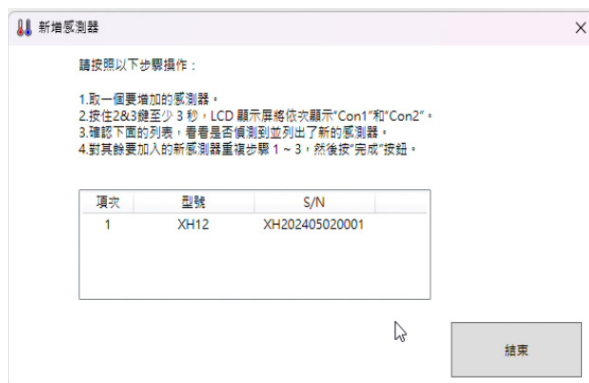 新增感測器
請按照以下步驟操作：
1.取一個要增加的感測器。
2.按住2&3鍵至少 3 秒，LCD 顯示屏將依次顯示"Con1"和"Con2"。
3.確認下面的列表，看看是否偵測到並列出了新的感測器。
4.對其餘要加入的新感測器重複步驟 1 ~ 3，然後按"完成"按鈕。
項次 型號 S/N
1 XH12 XH202405020001
結束